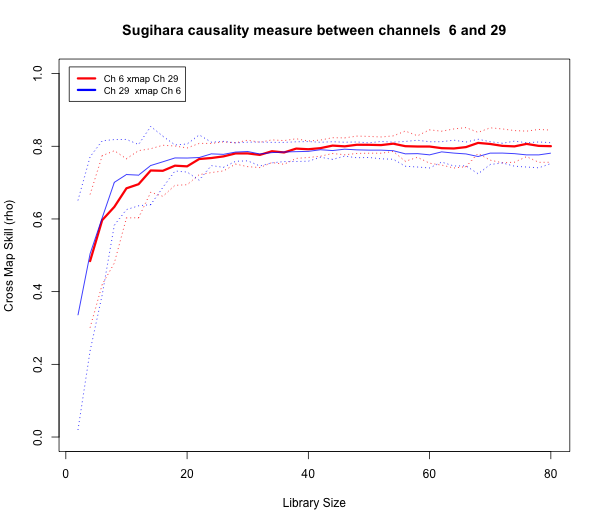 Sugihara causality measure between channels  6 and 29
Ch 6 xmap Ch 29
Ch 29  xmap Ch 6
Cross Map Skill (rho)
1.0
0.8
0.6
0.4
0.2
0.0
0 20 40 60 80
Library Size